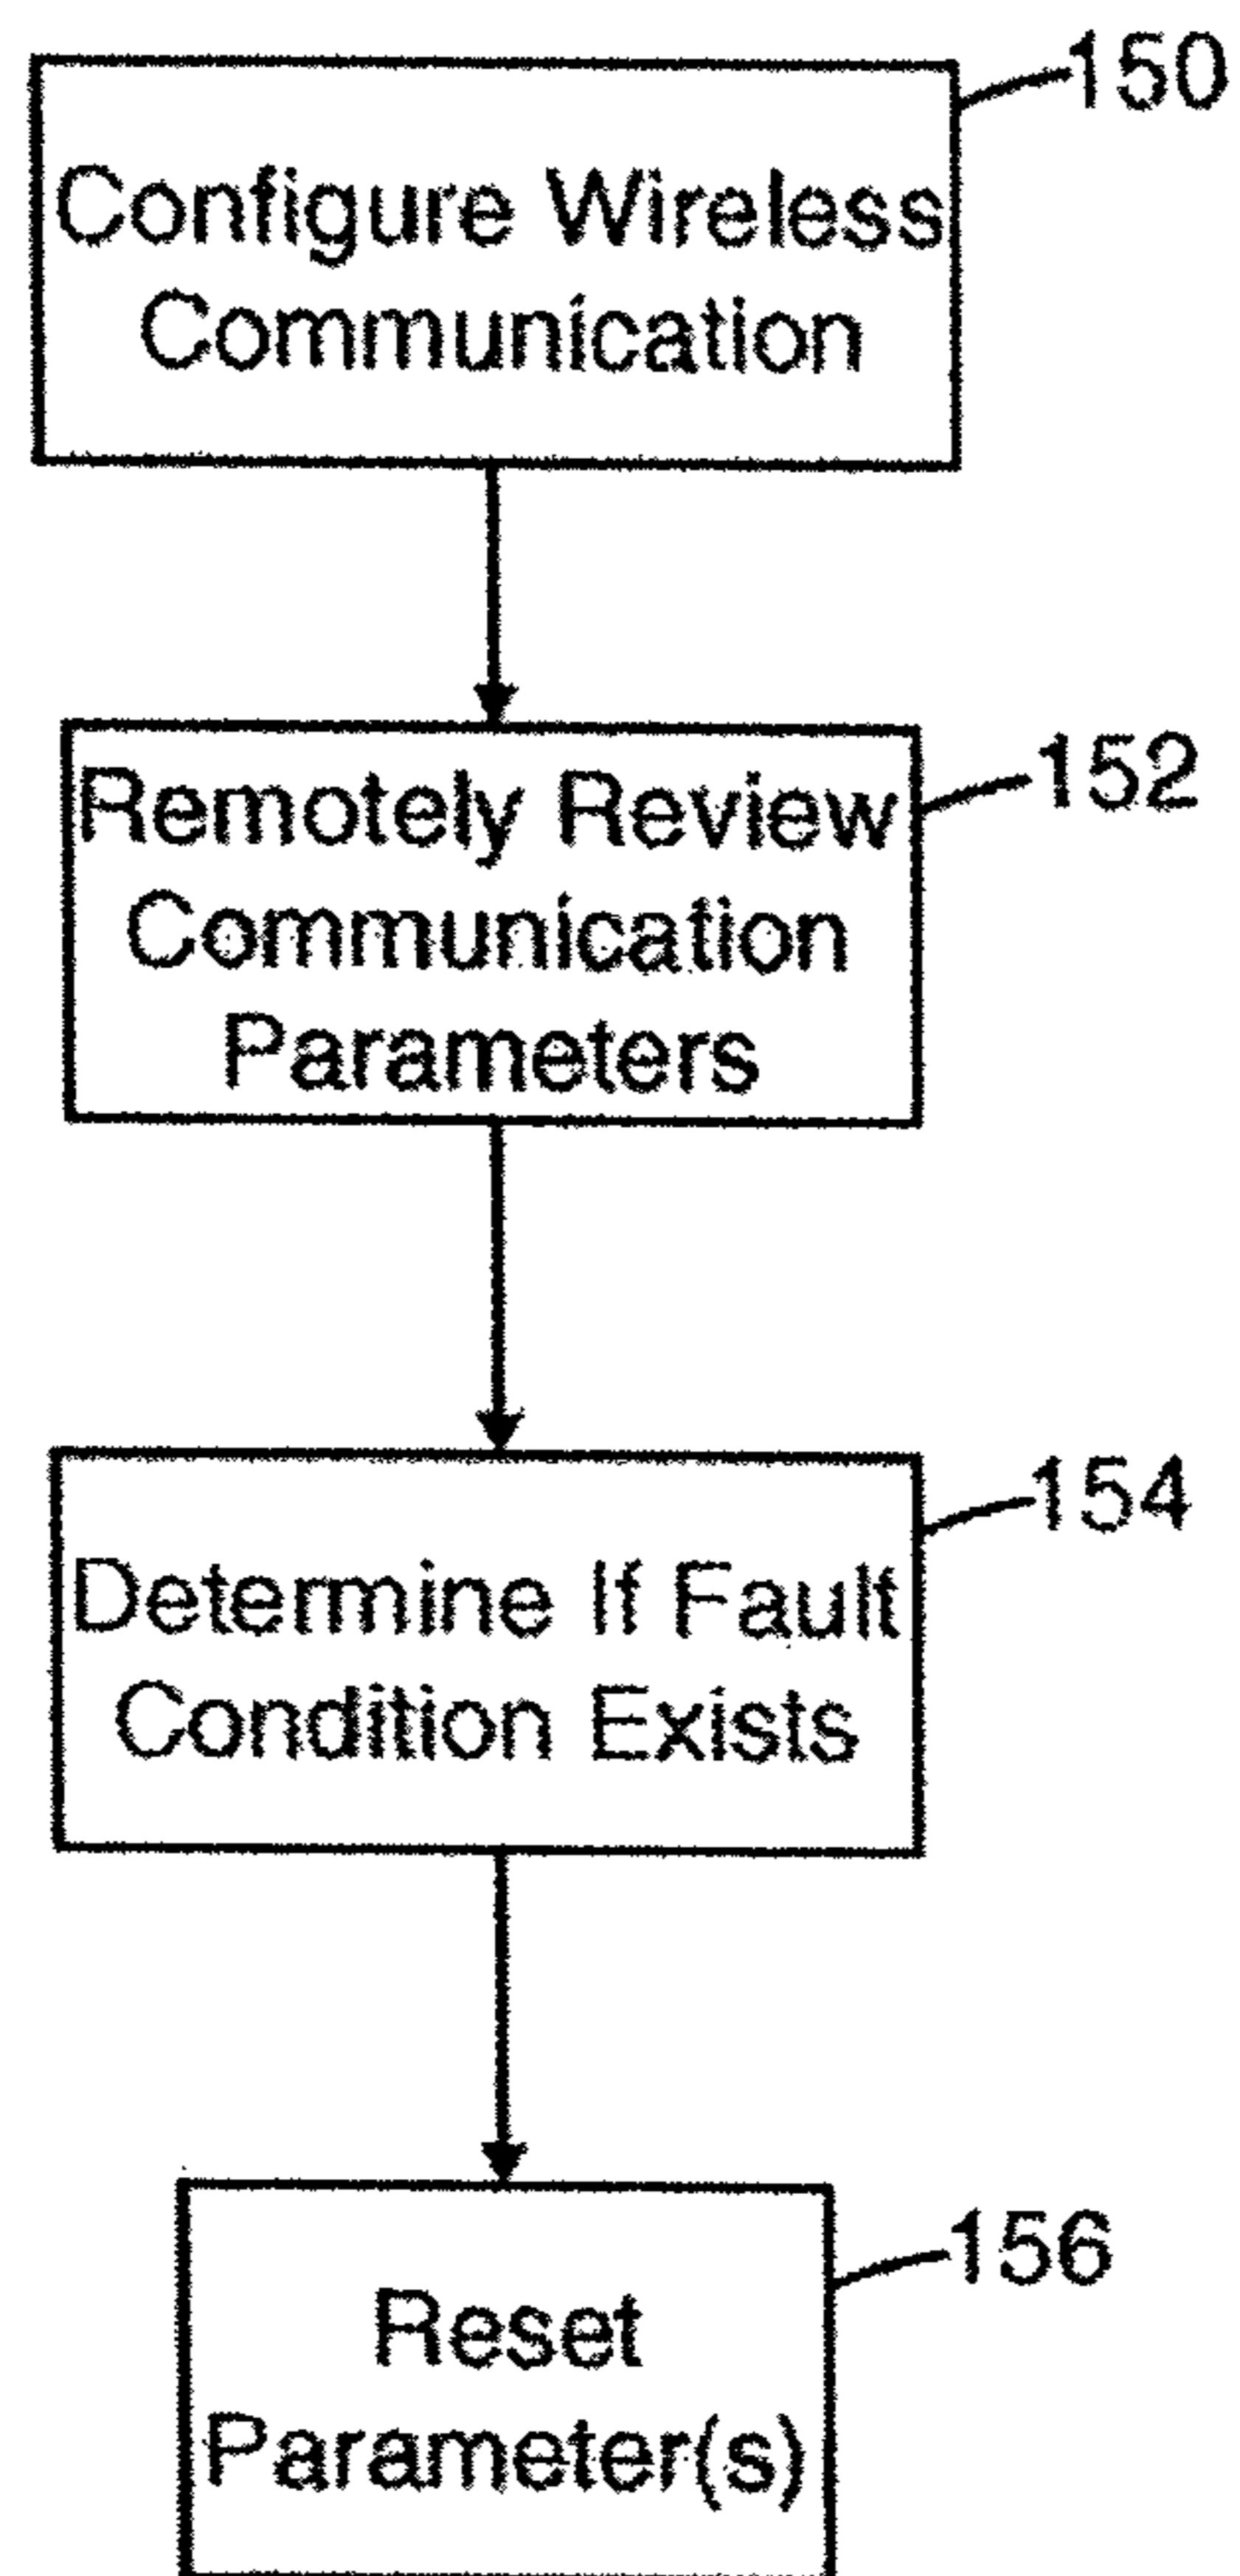 150
Configure Wireless
Communication
152
Remotely Review
Communication
Parameters
154
Determine If Fault
Condition Exists
156
Reset
Parameter(s)